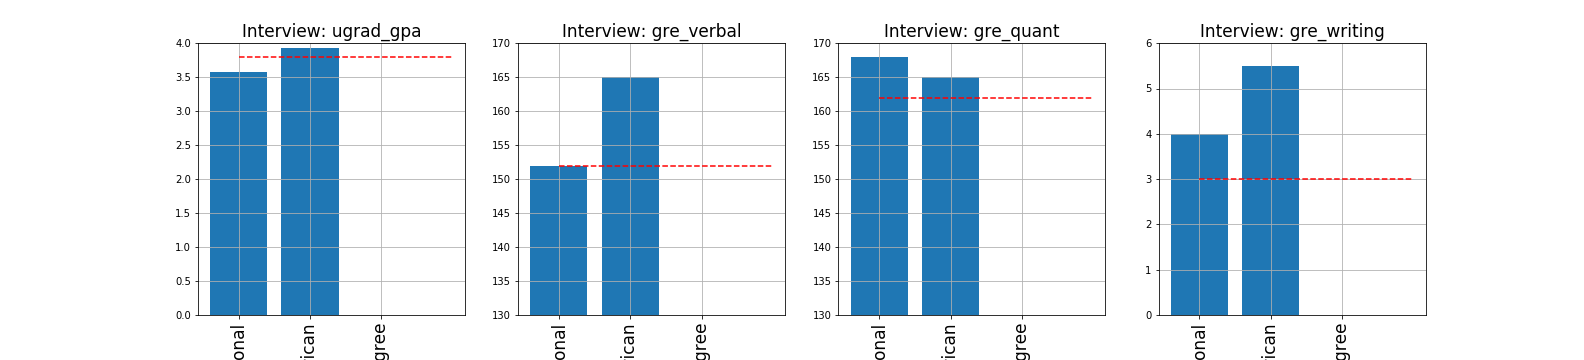 Interview: ugrad_gpa
4.0
3.5
3.0
2.5
2.0
1.5
1.0
0.5
0.0
onal
ican
gree
Interview: gre_verbal
170
165
160
155
150
145
140
135
130
onal
ican
gree
Interview: gre_quant
170
165
160
155
150
145
140
135
130
onal
ican
gree
Interview: gre_writing
6
5
4
3
2
1
0
onal
ican
gree